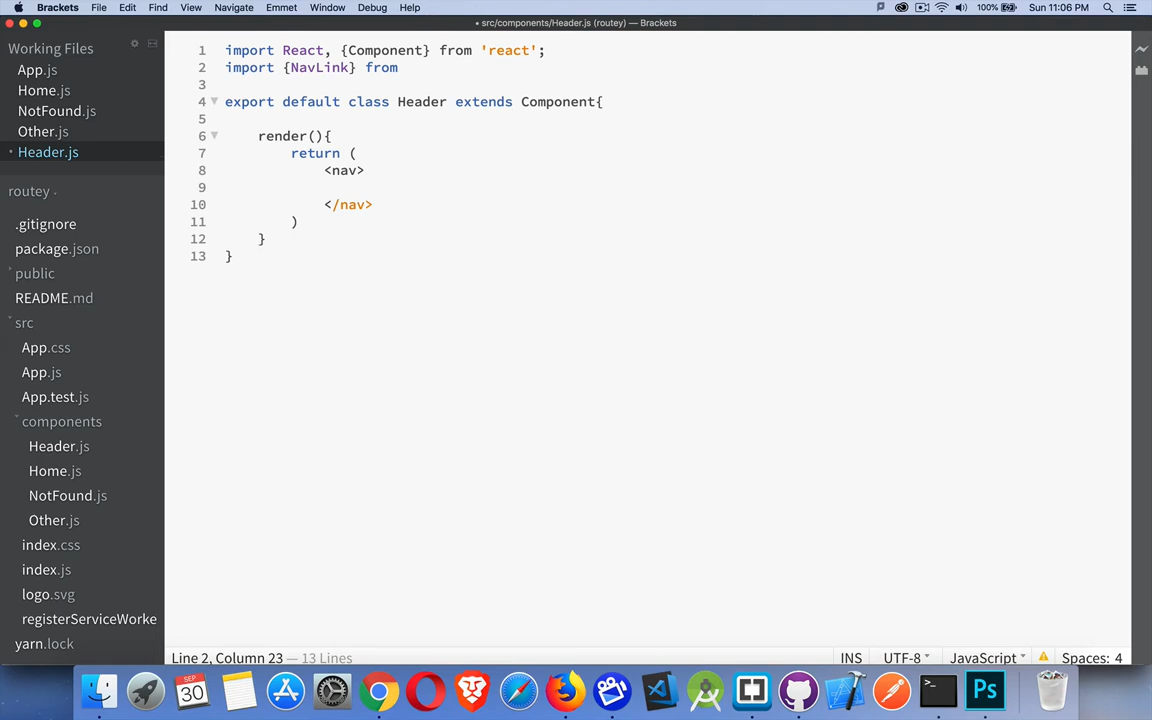 Brackets File Edit Find View Navigate Emmet Window Debug Help 100% Sun 11:06 PM
• src/components/Header.js (routey) — Brackets
Working Files
App.js
Home.js
NotFound.js
Other.js
• Header.js
routey
.gitignore
package.json
public
README.md
src
App.css
App.js
App.test.js
components
Header.js
Home.js
NotFound.js
Other.js
index.css
index.js
logo.svg
registerServiceWorke
yarn.lock
1 import React, {Component} from 'react';
2 import {NavLink} from
3
4 export default class Header extends Component{
5
6 render(){
7 return (
8 <nav>
9
10 </nav>
11 )
12 }
13 }
Line 2, Column 23 — 13 Lines INS UTF-8 JavaScript Spaces: 4
SEP
30
>_
Ps